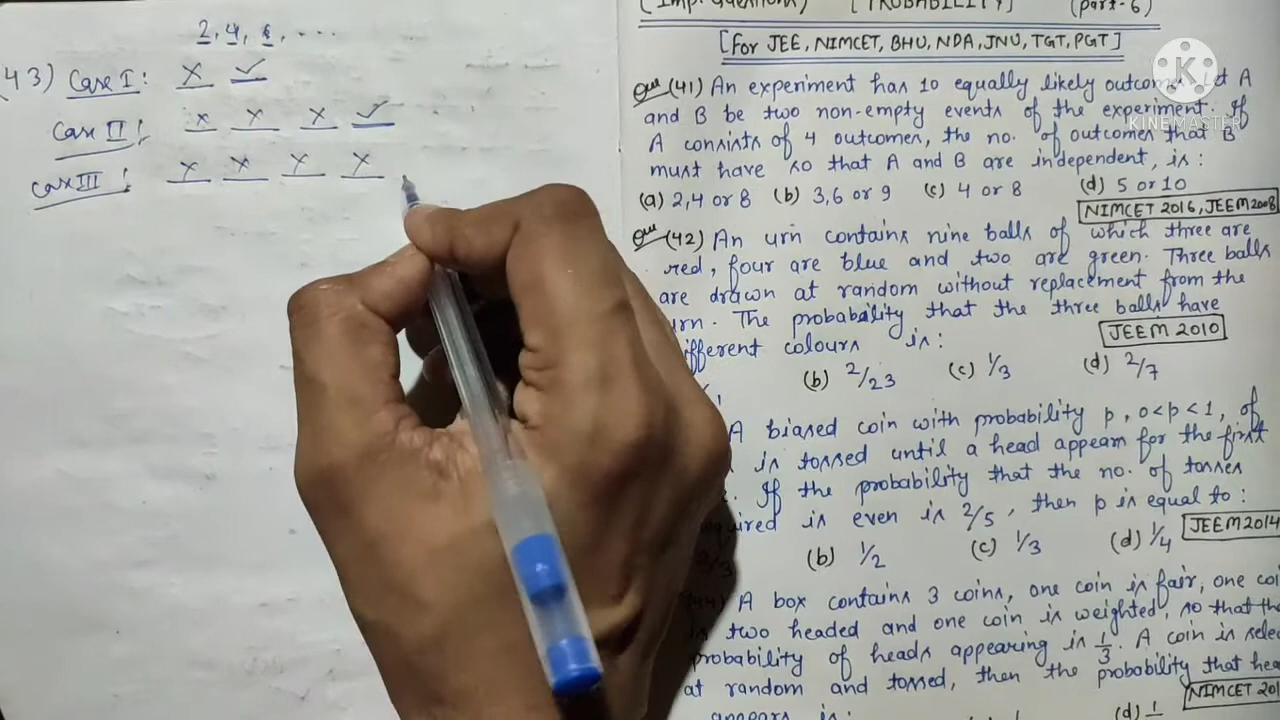 2, 4, 6, ...
43) Case I: × ✓
Case II: × × × ✓
Case III: × × × ×
(Imp. Questions) [PROBABILITY] (part-6)
[For JEE, NIMCET, BHU, NDA, JNU, TGT, PGT]
KINEMASTER
Que (41) An experiment has 10 equally likely outcomes. Let A
and B be two non-empty events of the experiment. If
A consists of 4 outcomes, the no. of outcomes that B
must have so that A and B are independent, is:
(a) 2,4 or 8 (b) 3,6 or 9 (c) 4 or 8 (d) 5 or 10
NIMCET 2016, JEEM 2008
Que (42) An urn contains nine balls of which three are
red, four are blue and two are green. Three balls
are drawn at random without replacement from the
urn. The probability that the three balls have
different colours is:
JEEM 2010
(b) 2/23 (c) 1/3 (d) 2/7
A biased coin with probability p, 0<p<1, of
is tossed until a head appears for the first
If the probability that the no. of tosses
required is even is 2/5, then p is equal to:
JEEM 2014
(b) 1/2 (c) 1/3 (d) 1/4
(44) A box contains 3 coins, one coin is fair, one coi
is two headed and one coin is weighted, so that the
probability of heads appearing is 1/3. A coin is selec
at random and tossed, then the probability that hea
NIMCET 201
appears is: (d) 1